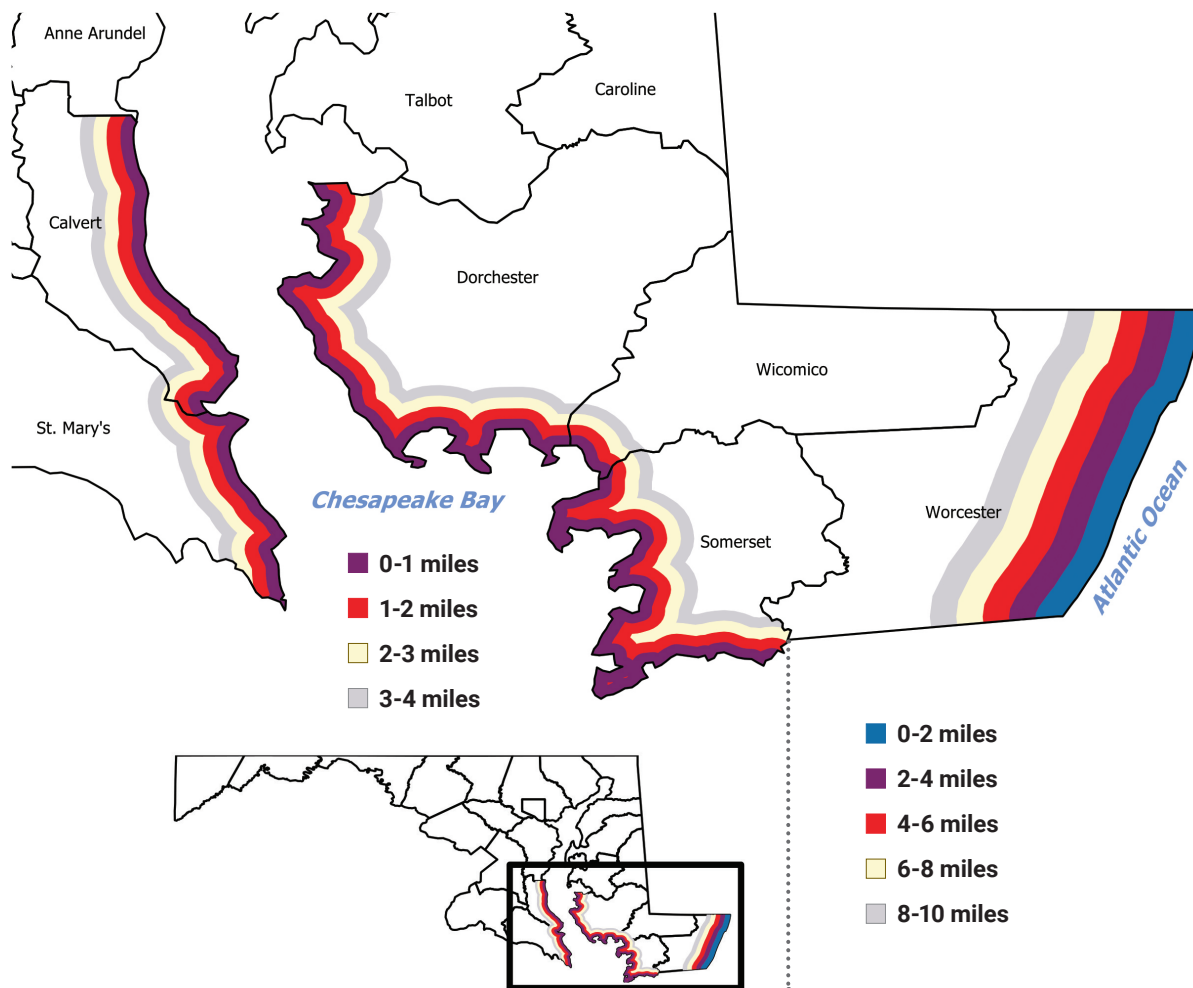 Anne Arundel
Talbot
Caroline
Calvert
Dorchester
Wicomico
St. Mary's
Chesapeake Bay
Somerset
Worcester
Atlantic Ocean
0-1 miles
1-2 miles
2-3 miles
3-4 miles
0-2 miles
2-4 miles
4-6 miles
6-8 miles
8-10 miles